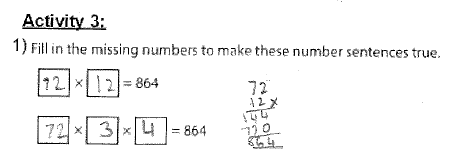 Activity 3:
1) Fill in the missing numbers to make these number sentences true.
72 × 12 = 864
72 × 3 × 4 = 864
72
12 ×
144
720
864